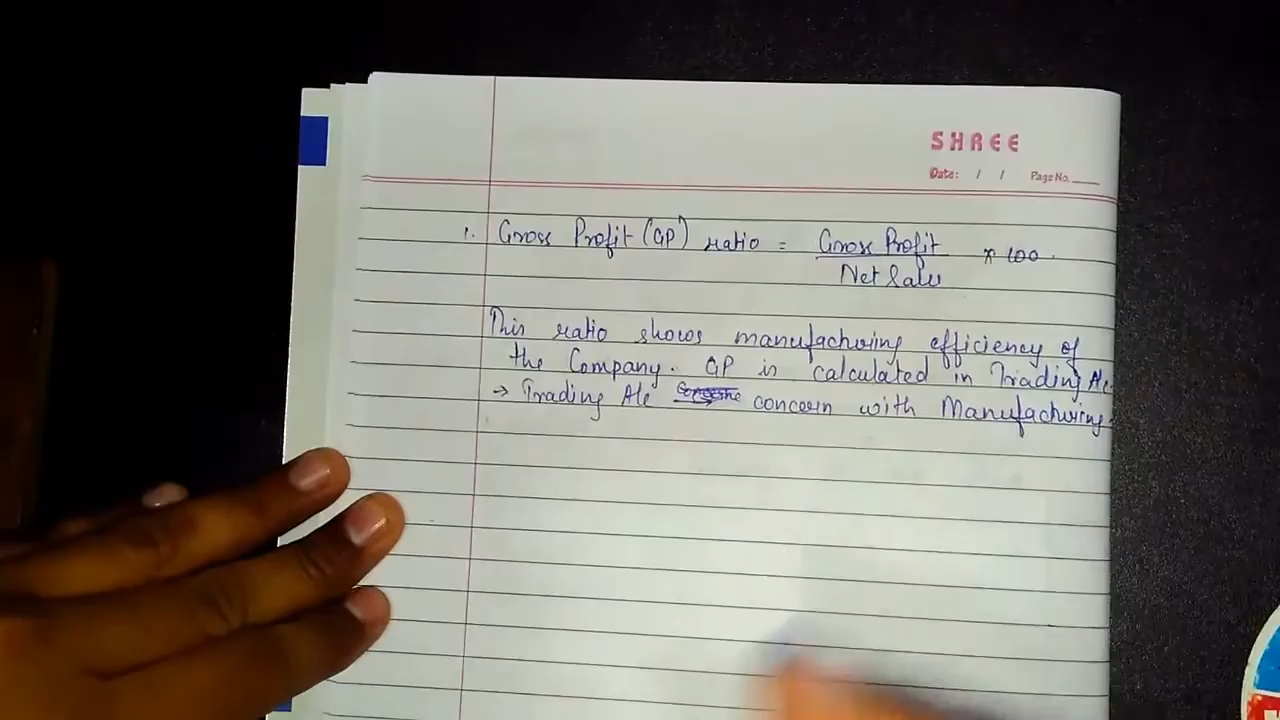 SHREE
Date: / / Page No.
1. Gross Profit (GP) ratio = Gross Profit × 100.
Net Sales
This ratio shows manufacturing efficiency of
the Company. GP is calculated in Trading A/c
→ Trading A/c concern with Manufacturing.